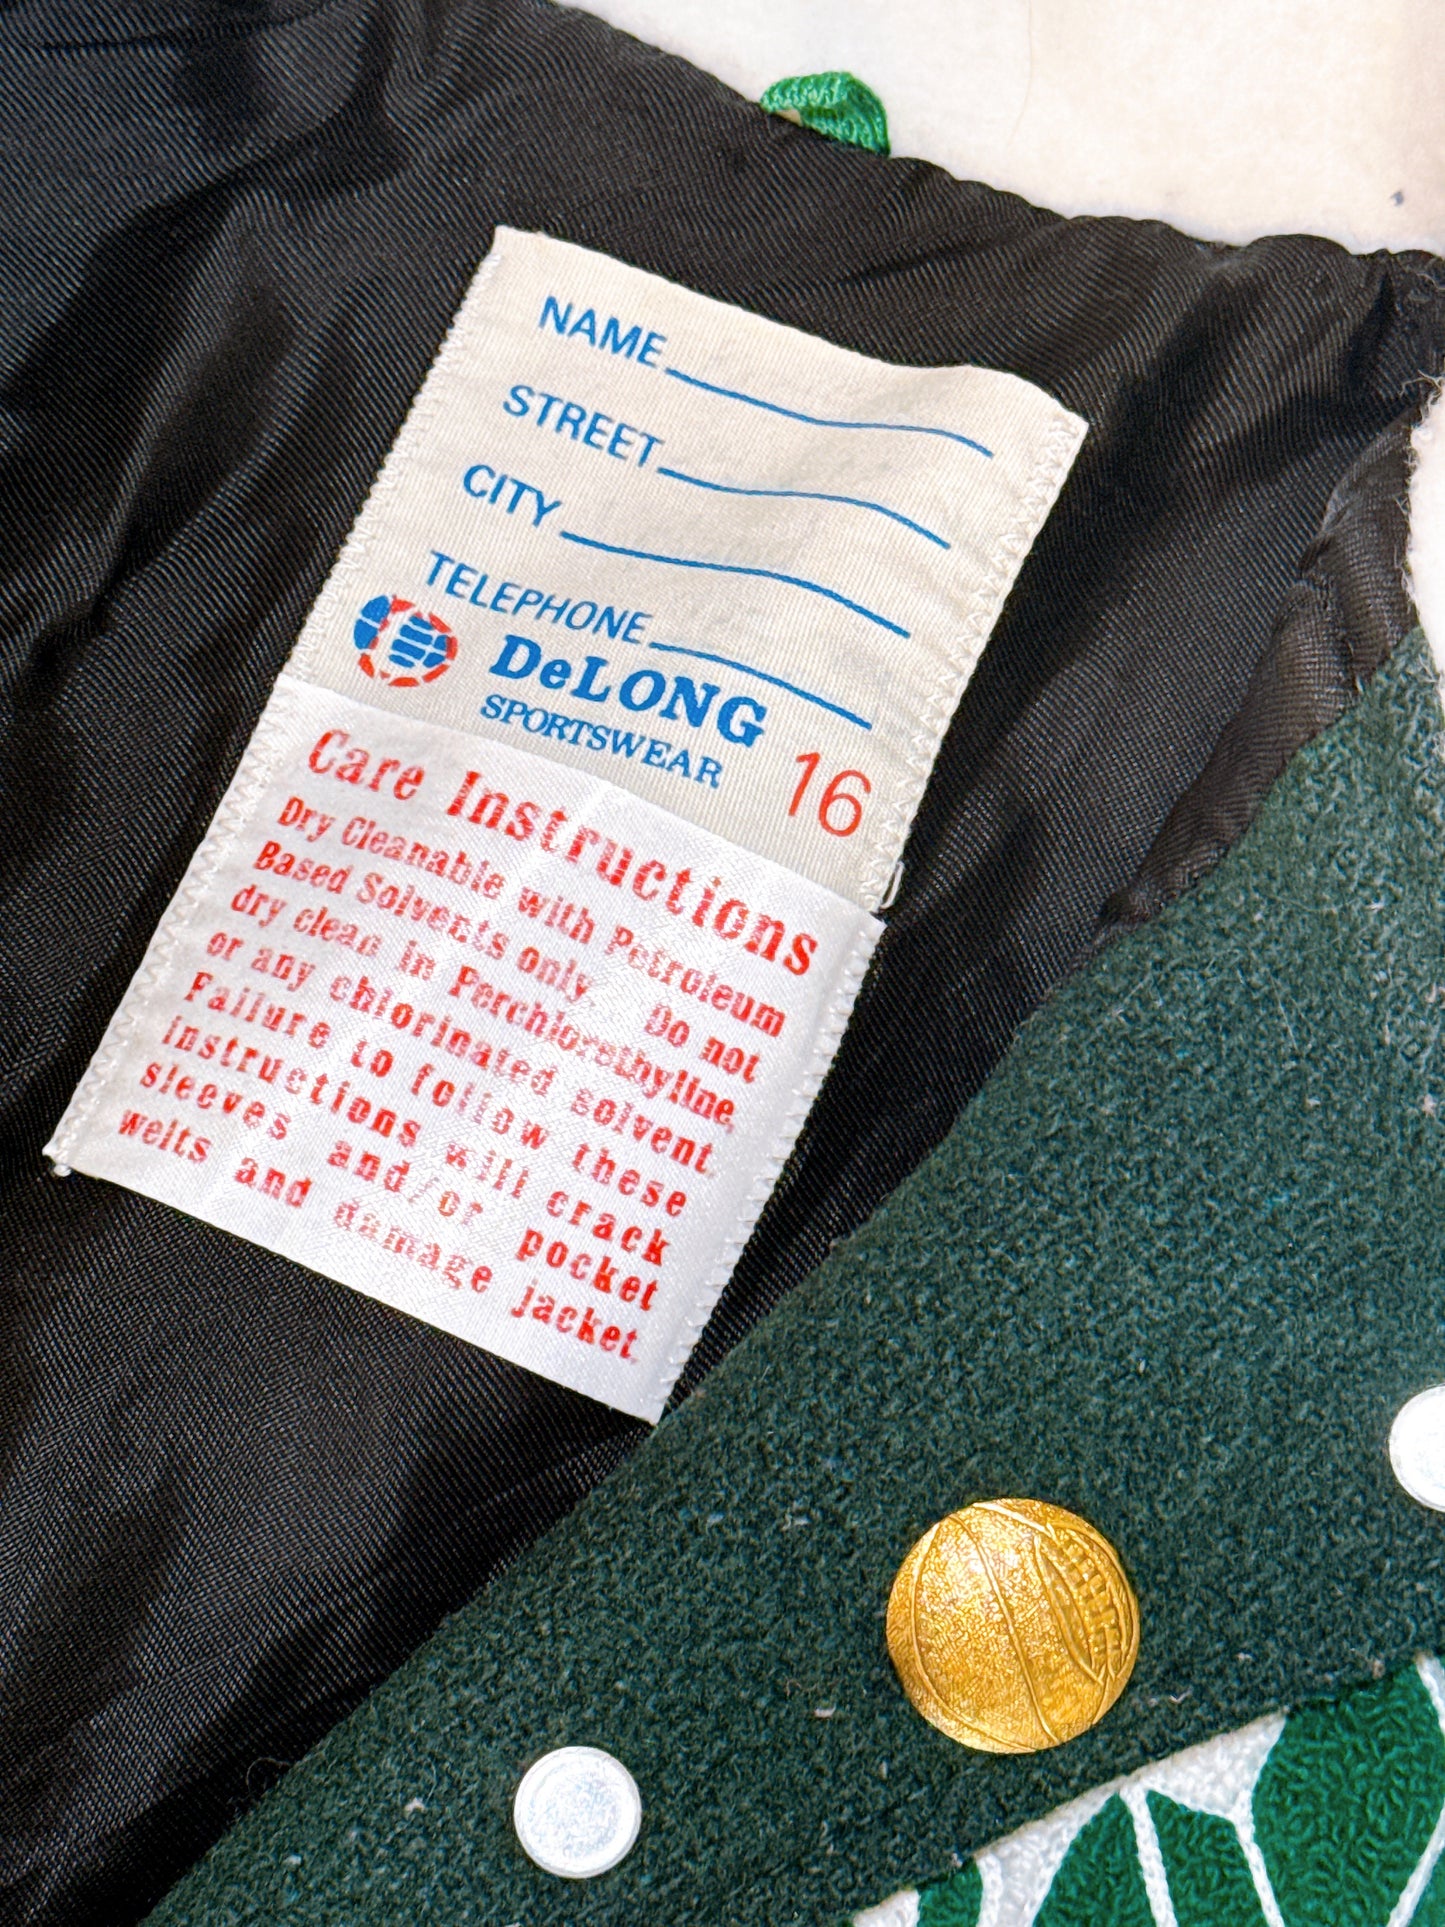 NAME
STREET
CITY
TELEPHONE
DeLONG
SPORTSWEAR
16
Care Instructions
Dry Cleanable with Petroleum
Based Solvents only. Do not
dry clean in Perchlorethyline,
or any chlorinated solvent.
Failure to follow these
instructions will crack
sleeves and/or pocket
welts and damage jacket.